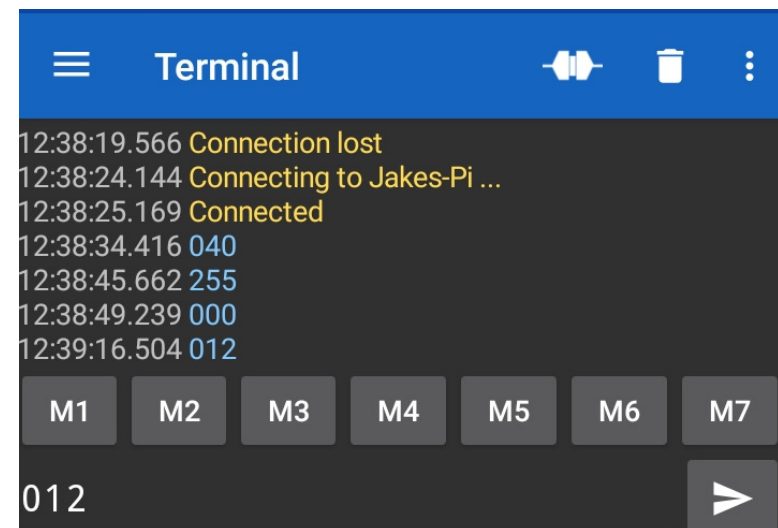 Terminal
12:38:19.566 Connection lost
12:38:24.144 Connecting to Jakes-Pi ...
12:38:25.169 Connected
12:38:34.416 040
12:38:45.662 255
12:38:49.239 000
12:39:16.504 012
M1 M2 M3 M4 M5 M6 M7
012